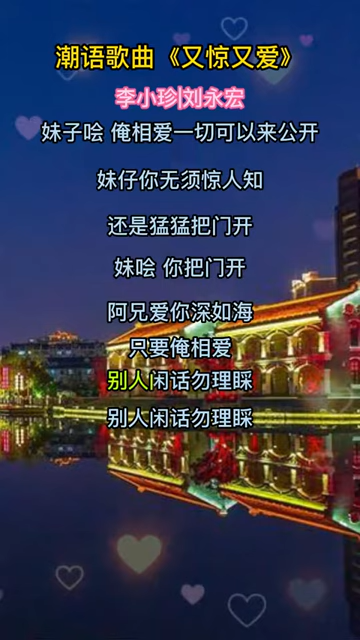 潮语歌曲《又惊又爱》
李小珍|刘永宏
妹子哙 俺相爱一切可以来公开
妹仔你无须惊人知
还是猛猛把门开
妹哙 你把门开
阿兄爱你深如海
只要俺相爱
别人闲话勿理睬
别人闲话勿理睬